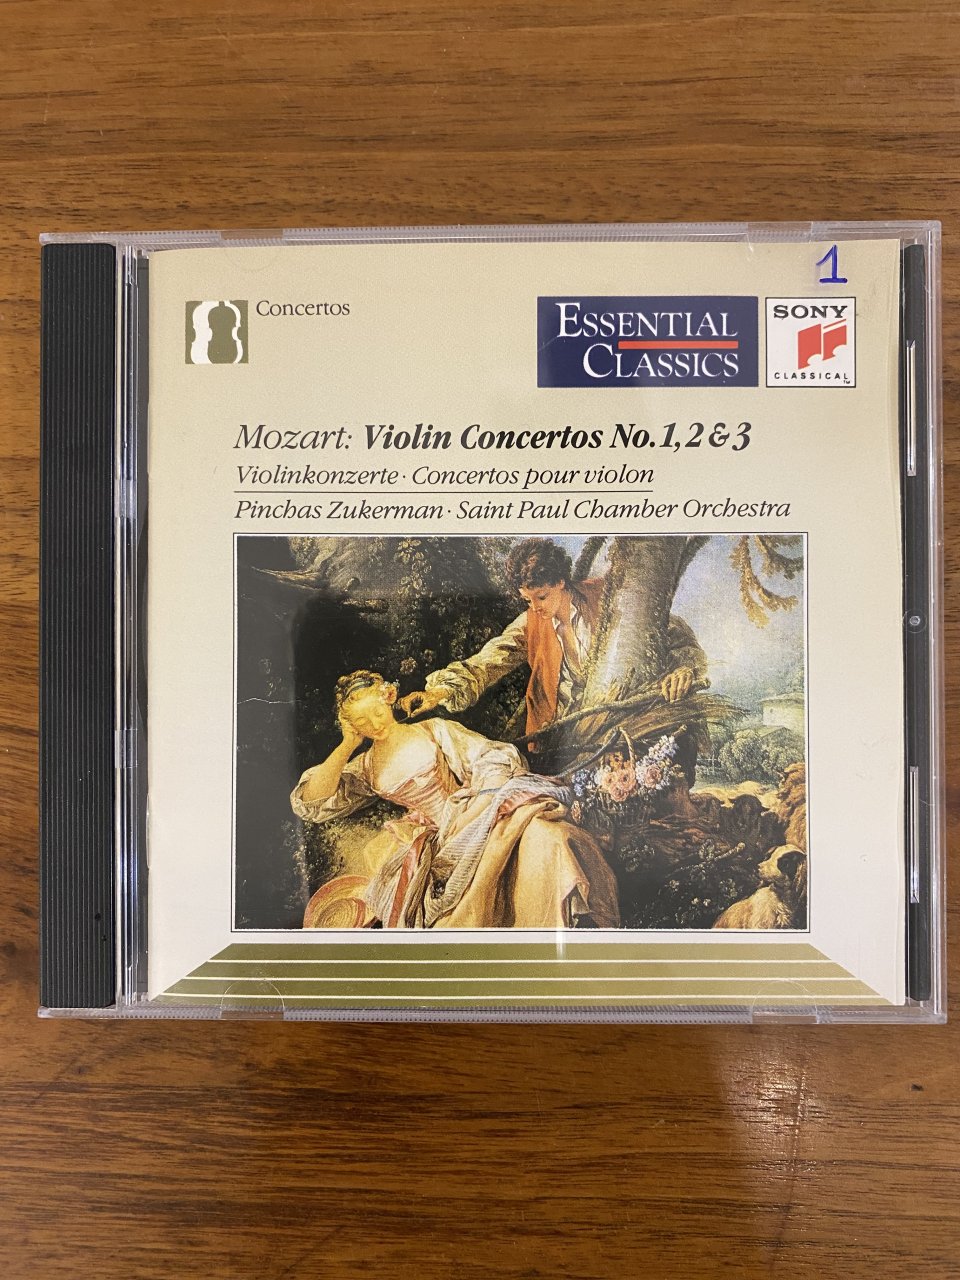 1
Concertos
ESSENTIAL
CLASSICS
SONY
CLASSICAL™
Mozart: Violin Concertos No. 1, 2 & 3
Violinkonzerte · Concertos pour violon
Pinchas Zukerman · Saint Paul Chamber Orchestra